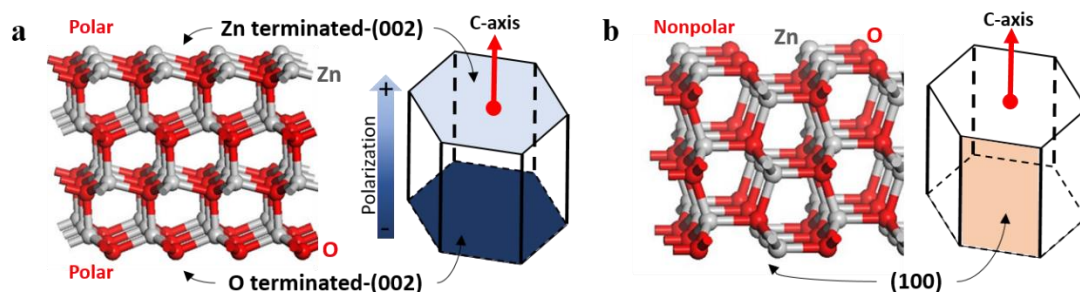 a
Polar
Zn terminated-(002)
C-axis
Zn
+
Polarization
-
O
Polar
O terminated-(002)
b
Nonpolar
Zn
O
C-axis
(100)